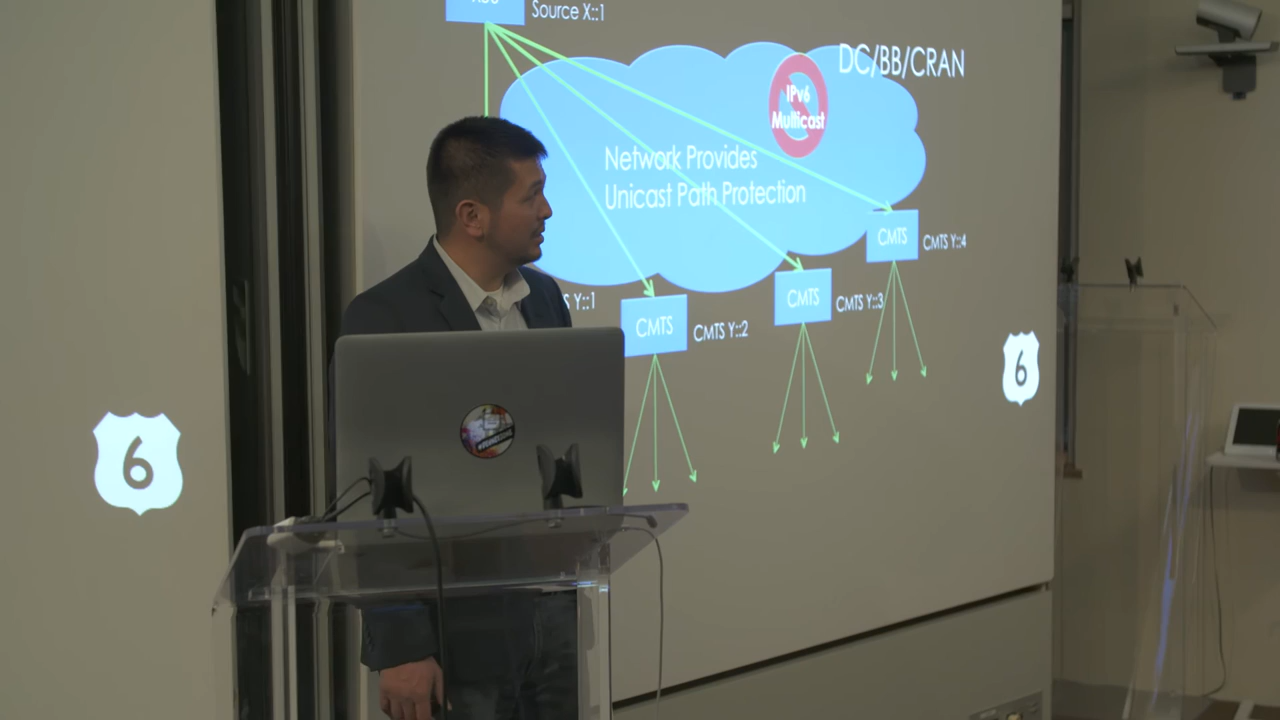 Source X::1
DC/BB/CRAN
IPv6
Multicast
Network Provides
Unicast Path Protection
CMTS
CMTS Y::4
CMTS
CMTS Y::3
Y::1
CMTS
CMTS Y::2
6
6